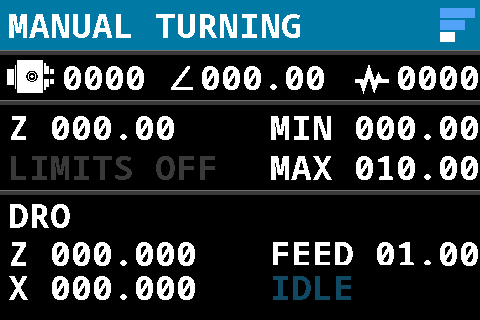 MANUAL TURNING
0000 ∠000.00 0000
Z 000.00 MIN 000.00
LIMITS OFF MAX 010.00
DRO
Z 000.000 FEED 01.00
X 000.000 IDLE